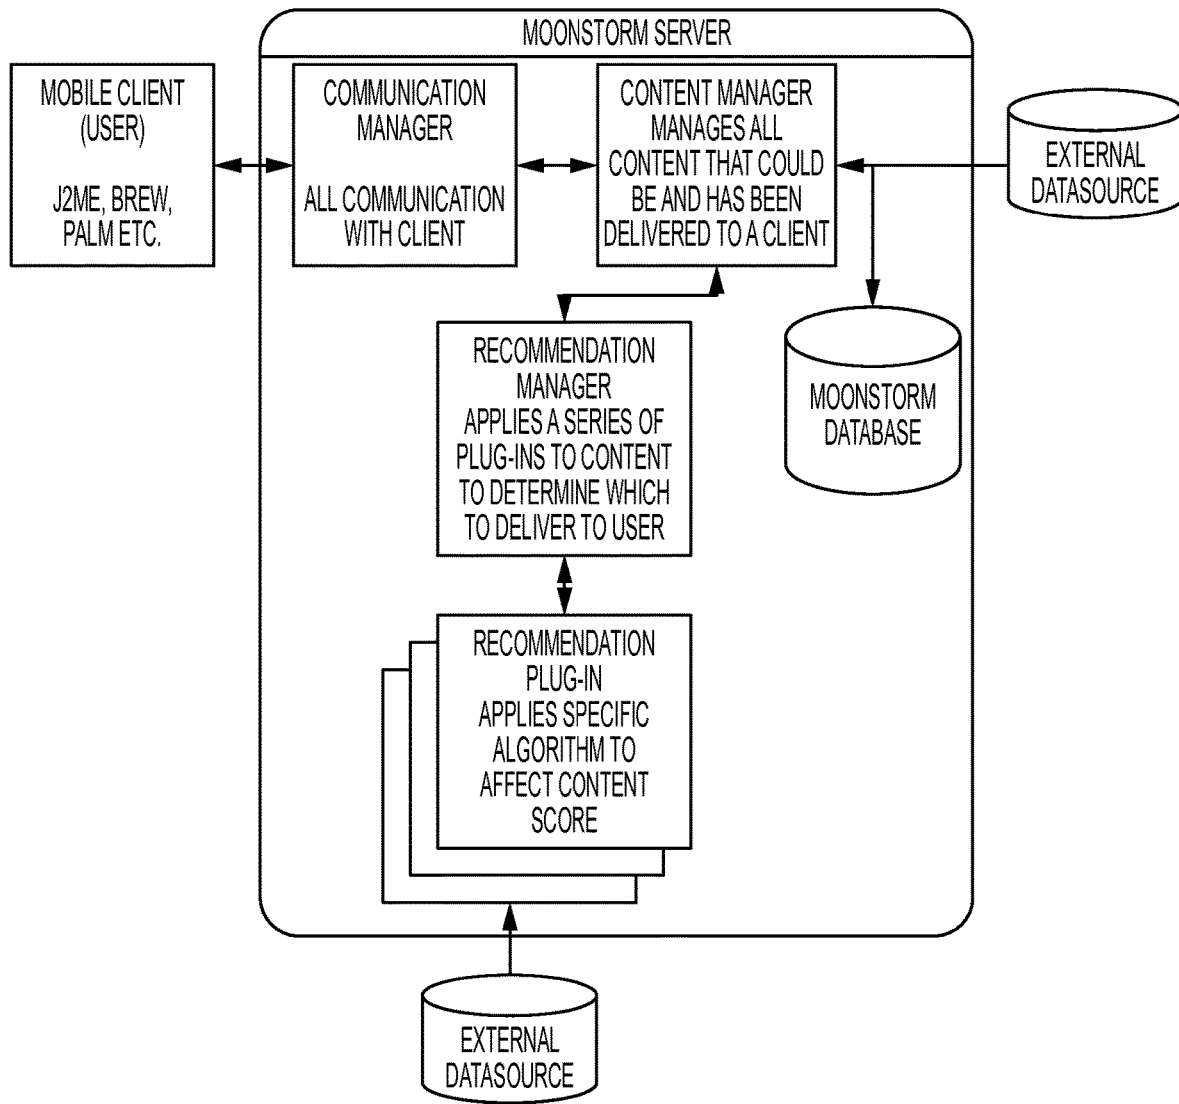 MOONSTORM SERVER
MOBILE CLIENT
(USER)
J2ME, BREW,
PALM ETC.
COMMUNICATION
MANAGER
ALL COMMUNICATION
WITH CLIENT
CONTENT MANAGER
MANAGES ALL
CONTENT THAT COULD
BE AND HAS BEEN
DELIVERED TO A CLIENT
EXTERNAL
DATASOURCE
RECOMMENDATION
MANAGER
APPLIES A SERIES OF
PLUG-INS TO CONTENT
TO DETERMINE WHICH
TO DELIVER TO USER
MOONSTORM
DATABASE
RECOMMENDATION
PLUG-IN
APPLIES SPECIFIC
ALGORITHM TO
AFFECT CONTENT
SCORE
EXTERNAL
DATASOURCE